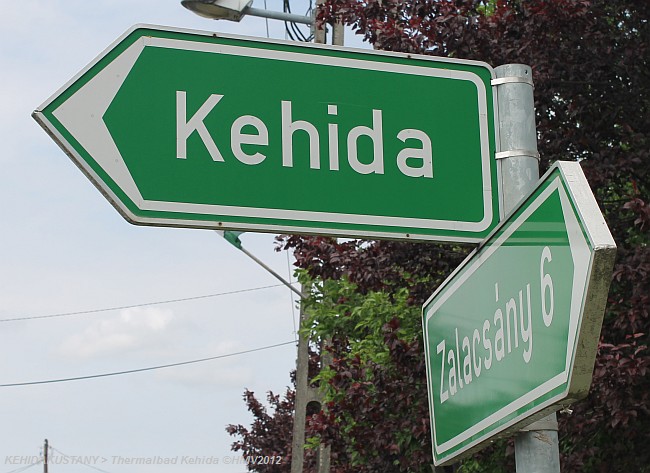 Kehida
Zalacsány 6
KEHIDAKUSTANY > Thermalbad Kehida ©HMV2012